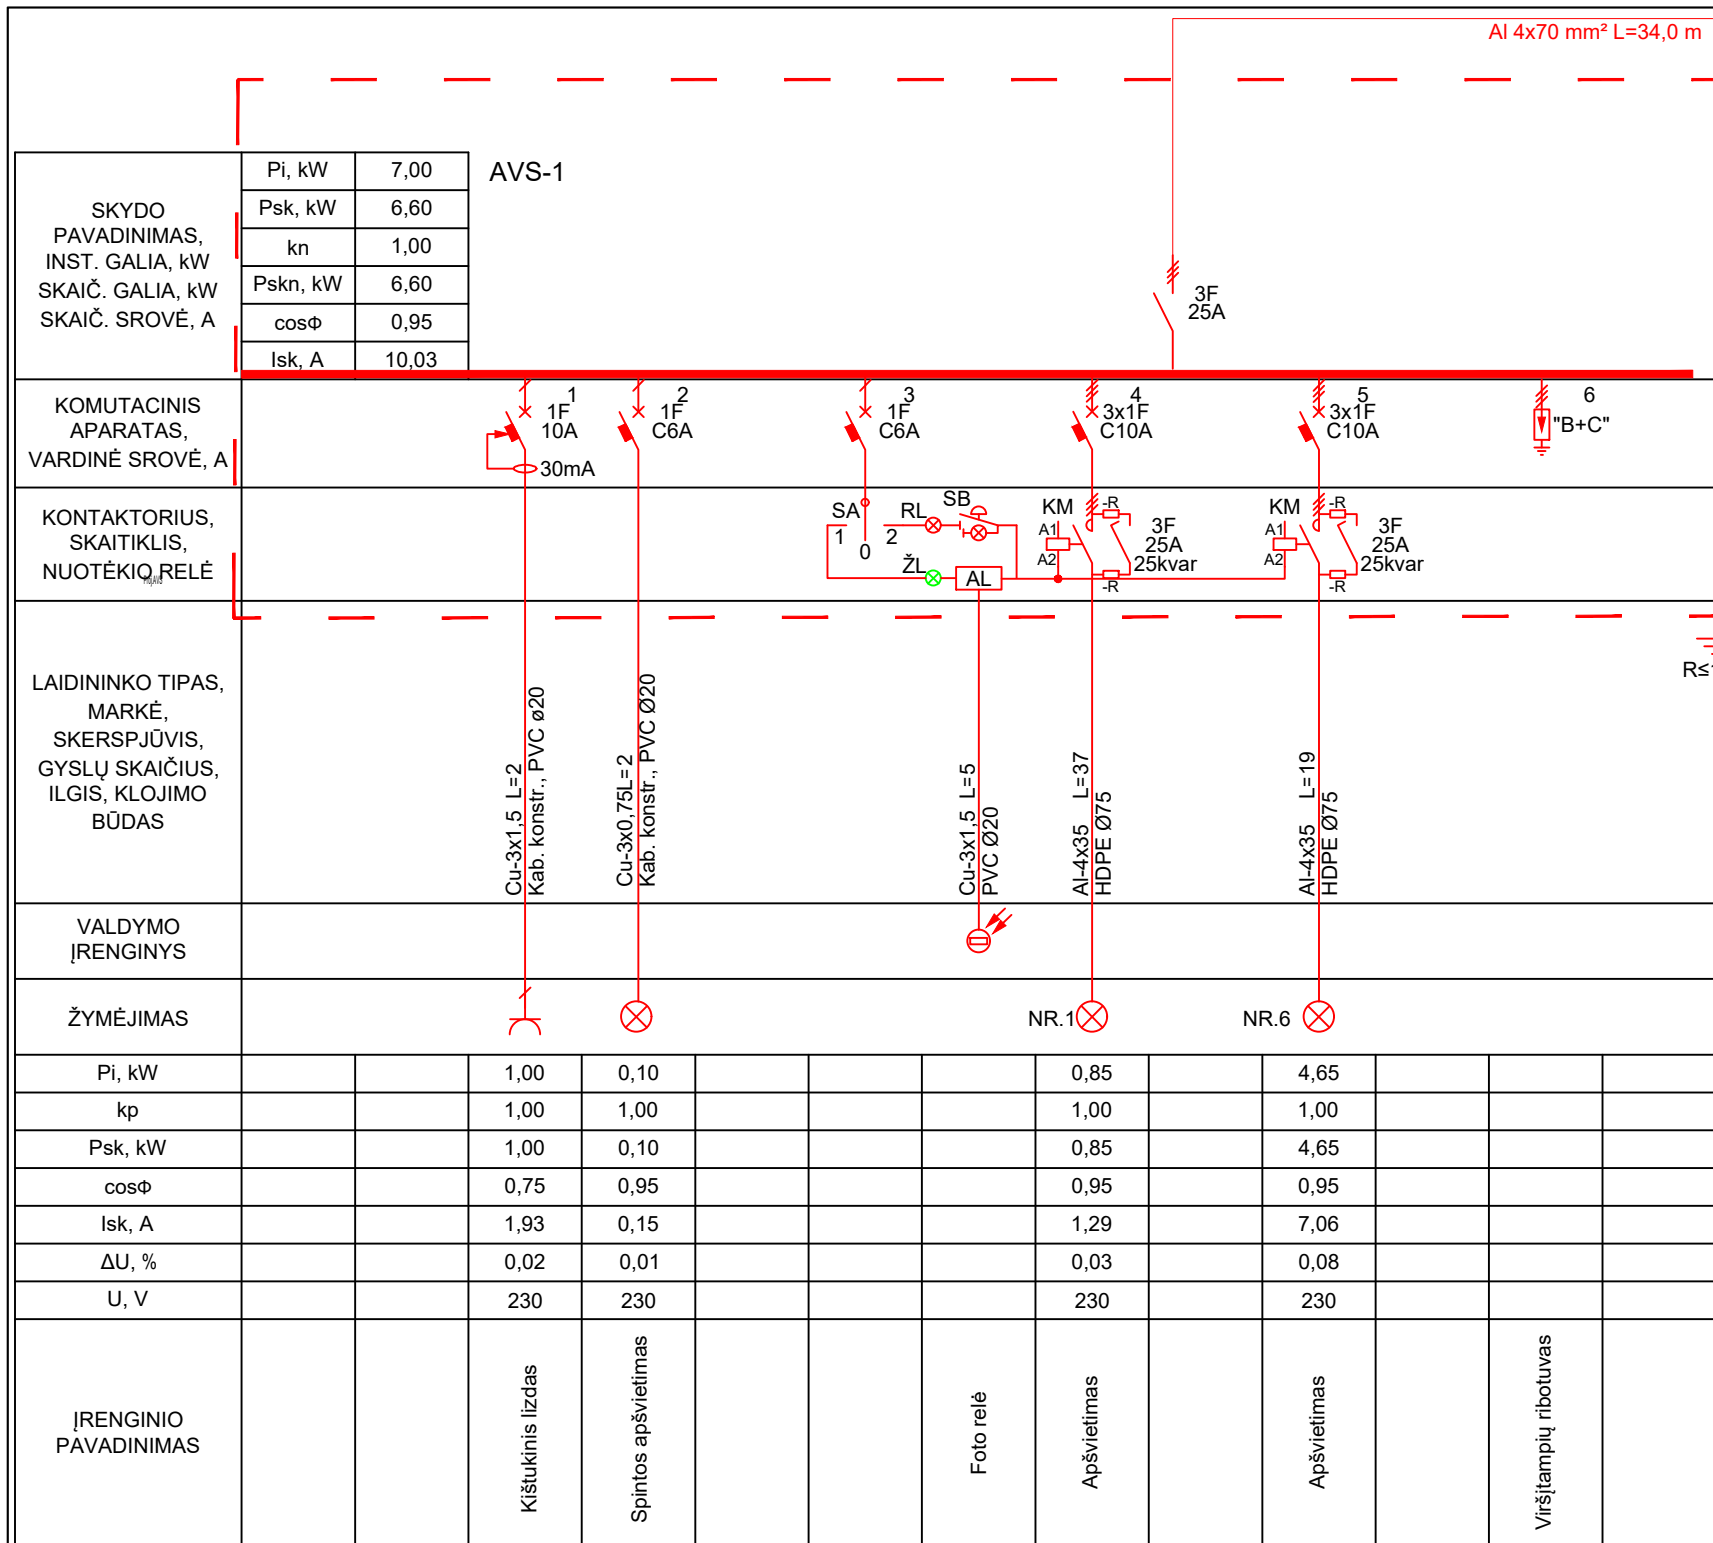 Al 4x70 mm² L=34,0 m
AVS-1
SKYDO
PAVADINIMAS,
INST. GALIA, kW
SKAIČ. GALIA, kW
SKAIČ. SROVĖ, A
Pi, kW 7,00
Psk, kW 6,60
kn 1,00
Pskn, kW 6,60
cosΦ 0,95
Isk, A 10,03
3F
25A
KOMUTACINIS
APARATAS,
VARDINĖ SROVĖ, A
1
1F
10A
30mA
2
1F
C6A
3
1F
C6A
4
3x1F
C10A
5
3x1F
C10A
6
"B+C"
KONTAKTORIUS,
SKAITIKLIS,
NUOTĖKIO RELĖ
SA
1
0
2
RL
SB
ŽL
AL
KM
A1
A2
-R
-R
3F
25A
25kvar
KM
A1
A2
-R
-R
3F
25A
25kvar
LAIDININKO TIPAS,
MARKĖ,
SKERSPJŪVIS,
GYSLŲ SKAIČIUS,
ILGIS, KLOJIMO
BŪDAS
Cu-3x1,5 L=2
Kab. konstr., PVC ø20
Cu-3x0,75L=2
Kab. konstr., PVC Ø20
Cu-3x1,5 L=5
PVC Ø20
Al-4x35 L=37
HDPE Ø75
Al-4x35 L=19
HDPE Ø75
VALDYMO
ĮRENGINYS
ŽYMĖJIMAS
NR.1
NR.6
Pi, kW 1,00 0,10 0,85 4,65
kp 1,00 1,00 1,00 1,00
Psk, kW 1,00 0,10 0,85 4,65
cosΦ 0,75 0,95 0,95 0,95
Isk, A 1,93 0,15 1,29 7,06
ΔU, % 0,02 0,01 0,03 0,08
U, V 230 230 230 230
ĮRENGINIO
PAVADINIMAS
Kištukinis lizdas
Spintos apšvietimas
Foto relė
Apšvietimas
Apšvietimas
Viršįtampių ribotuvas